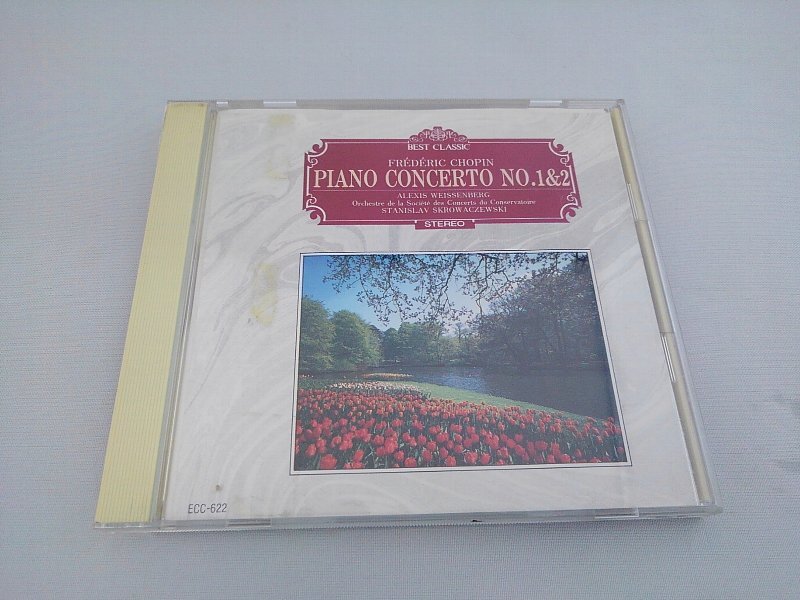 BEST CLASSIC
FRÉDÉRIC CHOPIN
PIANO CONCERTO NO.1&2
ALEXIS WEISSENBERG
Orchestre de la Société des Concerts du Conservatoire
STANISLAV SKROWACZEWSKI
STEREO
ECC-622